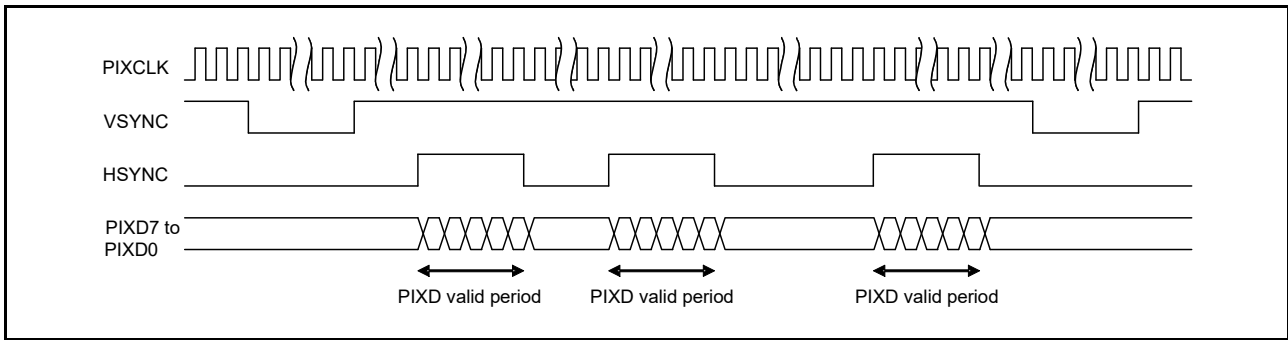 PIXCLK
VSYNC
HSYNC
PIXD7 to
PIXD0
PIXD valid period
PIXD valid period
PIXD valid period